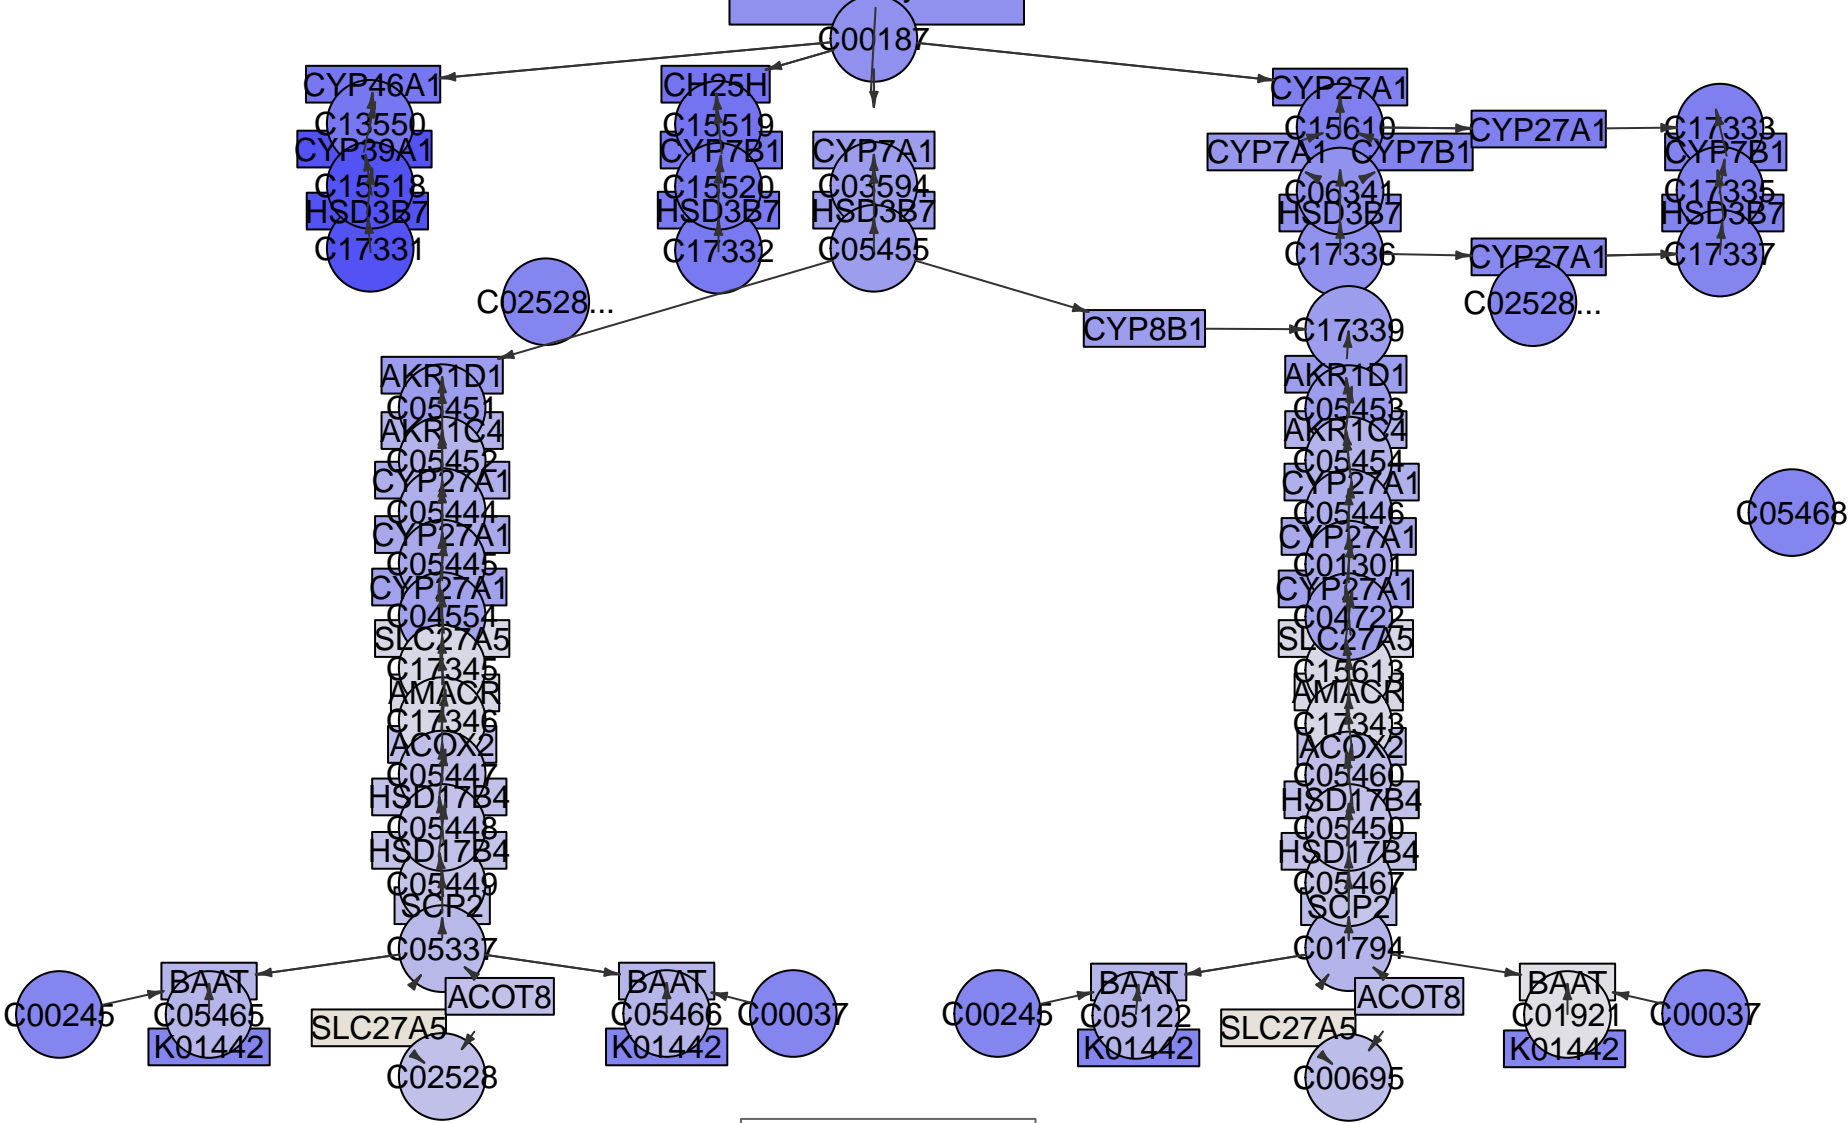 C00187
CYP46A1
CH25H
CYP27A1
C13550
C15519
C15610
CYP27A1
C17333
CYP39A1
CYP7B1
CYP7A1
CYP7A1
CYP7B1
CYP7B1
C15518
C15520
C03594
C06341
C17335
HSD3B7
HSD3B7
HSD3B7
HSD3B7
HSD3B7
C17331
C17332
C05455
C17336
CYP27A1
C17337
C02528...
C02528...
CYP8B1
C17339
AKR1D1
AKR1D1
C05451
C05453
AKR1C4
AKR1C4
C05452
C05454
CYP27A1
CYP27A1
C05444
C05446
C05468
CYP27A1
CYP27A1
C05445
C01301
CYP27A1
CYP27A1
C04554
C04722
SLC27A5
SLC27A5
C17345
C15613
AMACR
AMACR
C17346
C17343
ACOX2
ACOX2
C05447
C05460
HSD17B4
HSD17B4
C05448
C05450
HSD17B4
HSD17B4
C05449
C05467
SCP2
SCP2
C05337
C01794
BAAT
BAAT
BAAT
BAAT
ACOT8
ACOT8
C00245
C05465
C05466
C00037
C00245
C05122
C01921
C00037
SLC27A5
SLC27A5
K01442
K01442
K01442
K01442
C02528
C00695